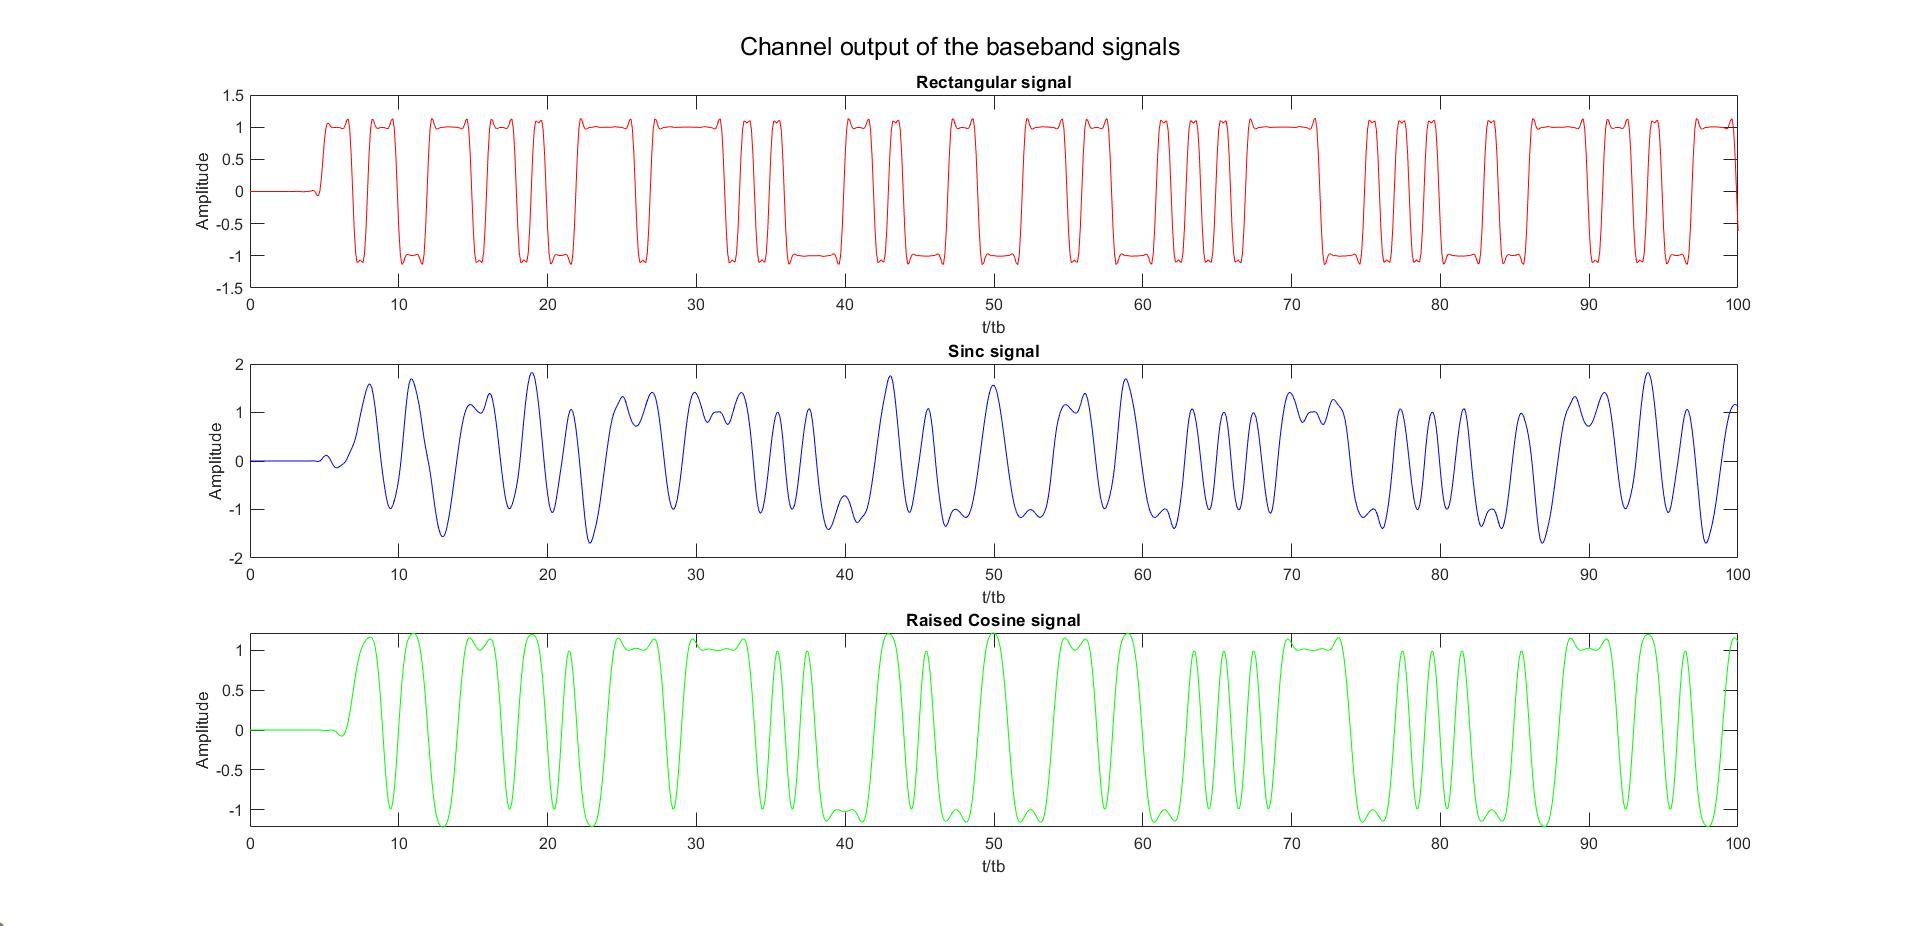 Channel output of the baseband signals
Rectangular signal
1.5
1
0.5
0
-0.5
-1
-1.5
Amplitude
0 10 20 30 40 50 60 70 80 90 100
t/tb
Sinc signal
2
1
0
-1
-2
Amplitude
0 10 20 30 40 50 60 70 80 90 100
t/tb
Raised Cosine signal
1
0.5
0
-0.5
-1
Amplitude
0 10 20 30 40 50 60 70 80 90 100
t/tb